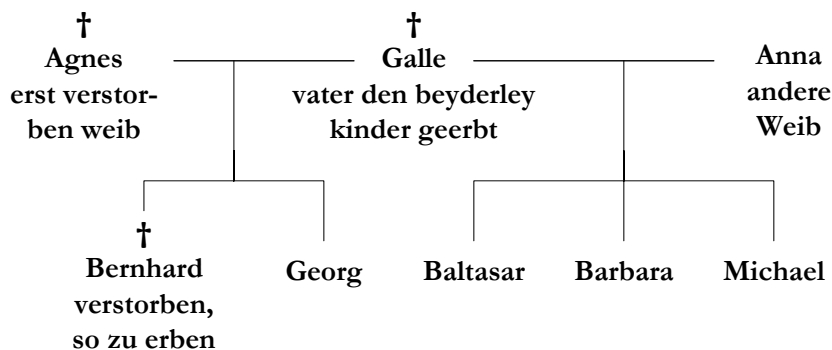 †
Agnes
erst verstor-
ben weib
†
Galle
vater den beyderley
kinder geerbt
Anna
andere
Weib
†
Bernhard
verstorben,
so zu erben
Georg
Baltasar
Barbara
Michael